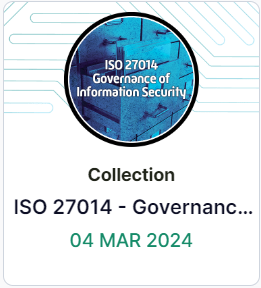 ISO 27014
Governance of
Information Security
Collection
ISO 27014 - Governanc...
04 MAR 2024